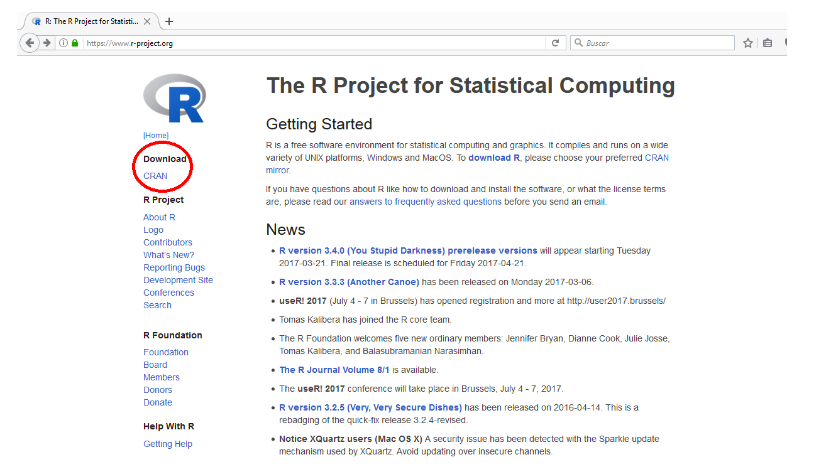 R: The R Project for Statisti...
https://www.r-project.org
Buscar
R
[Home]
Download
CRAN
R Project
About R
Logo
Contributors
What's New?
Reporting Bugs
Development Site
Conferences
Search
R Foundation
Foundation
Board
Members
Donors
Donate
Help With R
Getting Help
The R Project for Statistical Computing
Getting Started
R is a free software environment for statistical computing and graphics. It compiles and runs on a wide
variety of UNIX platforms, Windows and MacOS. To download R, please choose your preferred CRAN
mirror.
If you have questions about R like how to download and install the software, or what the license terms
are, please read our answers to frequently asked questions before you send an email.
News
R version 3.4.0 (You Stupid Darkness) prerelease versions will appear starting Tuesday
2017-03-21. Final release is scheduled for Friday 2017-04-21.
R version 3.3.3 (Another Canoe) has been released on Monday 2017-03-06.
useR! 2017 (July 4 - 7 in Brussels) has opened registration and more at http://user2017.brussels/
Tomas Kalibera has joined the R core team.
The R Foundation welcomes five new ordinary members: Jennifer Bryan, Dianne Cook, Julie Josse,
Tomas Kalibera, and Balasubramanian Narasimhan.
The R Journal Volume 8/1 is available.
The useR! 2017 conference will take place in Brussels, July 4 - 7, 2017.
R version 3.2.5 (Very, Very Secure Dishes) has been released on 2016-04-14. This is a
rebadging of the quick-fix release 3.2.4-revised.
Notice XQuartz users (Mac OS X) A security issue has been detected with the Sparkle update
mechanism used by XQuartz. Avoid updating over insecure channels.